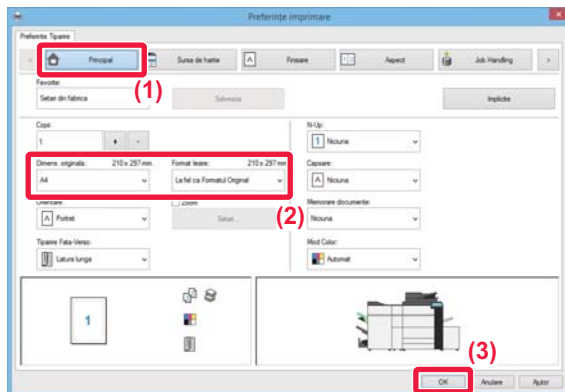 Preferințe imprimare
Preferinte Tiparire
Principal
Sursa de hartie
Finisare
Aspect
Job Handling
Favorite:
Setari din fabrica
(1)
Salveaza
Implicite
Copii:
1
+
-
N-Up:
1
Niciuna
Dimens. originala:
210 x 297 mm.
Format Iesire:
210 x 297 mm.
Capsare:
A4
La fel ca Formatul Original
Niciuna
Orientare:
Zoom
(2)
Memorare documente:
Portret
Setari...
Niciuna
Tiparire Fata-Verso:
Mod Color:
Latura lunga
Automat
1
(3)
OK
Anulare
Ajutor